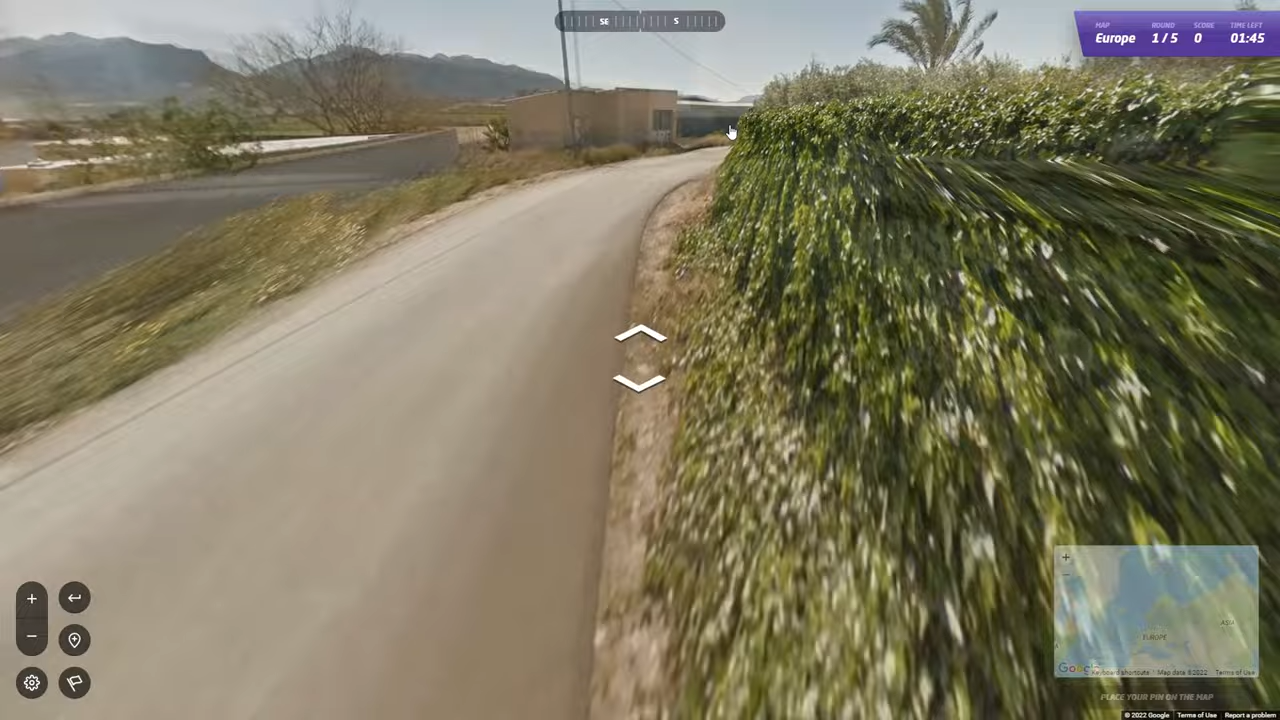 SE S
MAP ROUND SCORE TIME LEFT
Europe 1 / 5 0 01:45
ASIA
EUROPE
Keyboard shortcuts Map data ©2022 Terms of Use
PLACE YOUR PIN ON THE MAP
© 2022 Google Terms of Use Report a problem